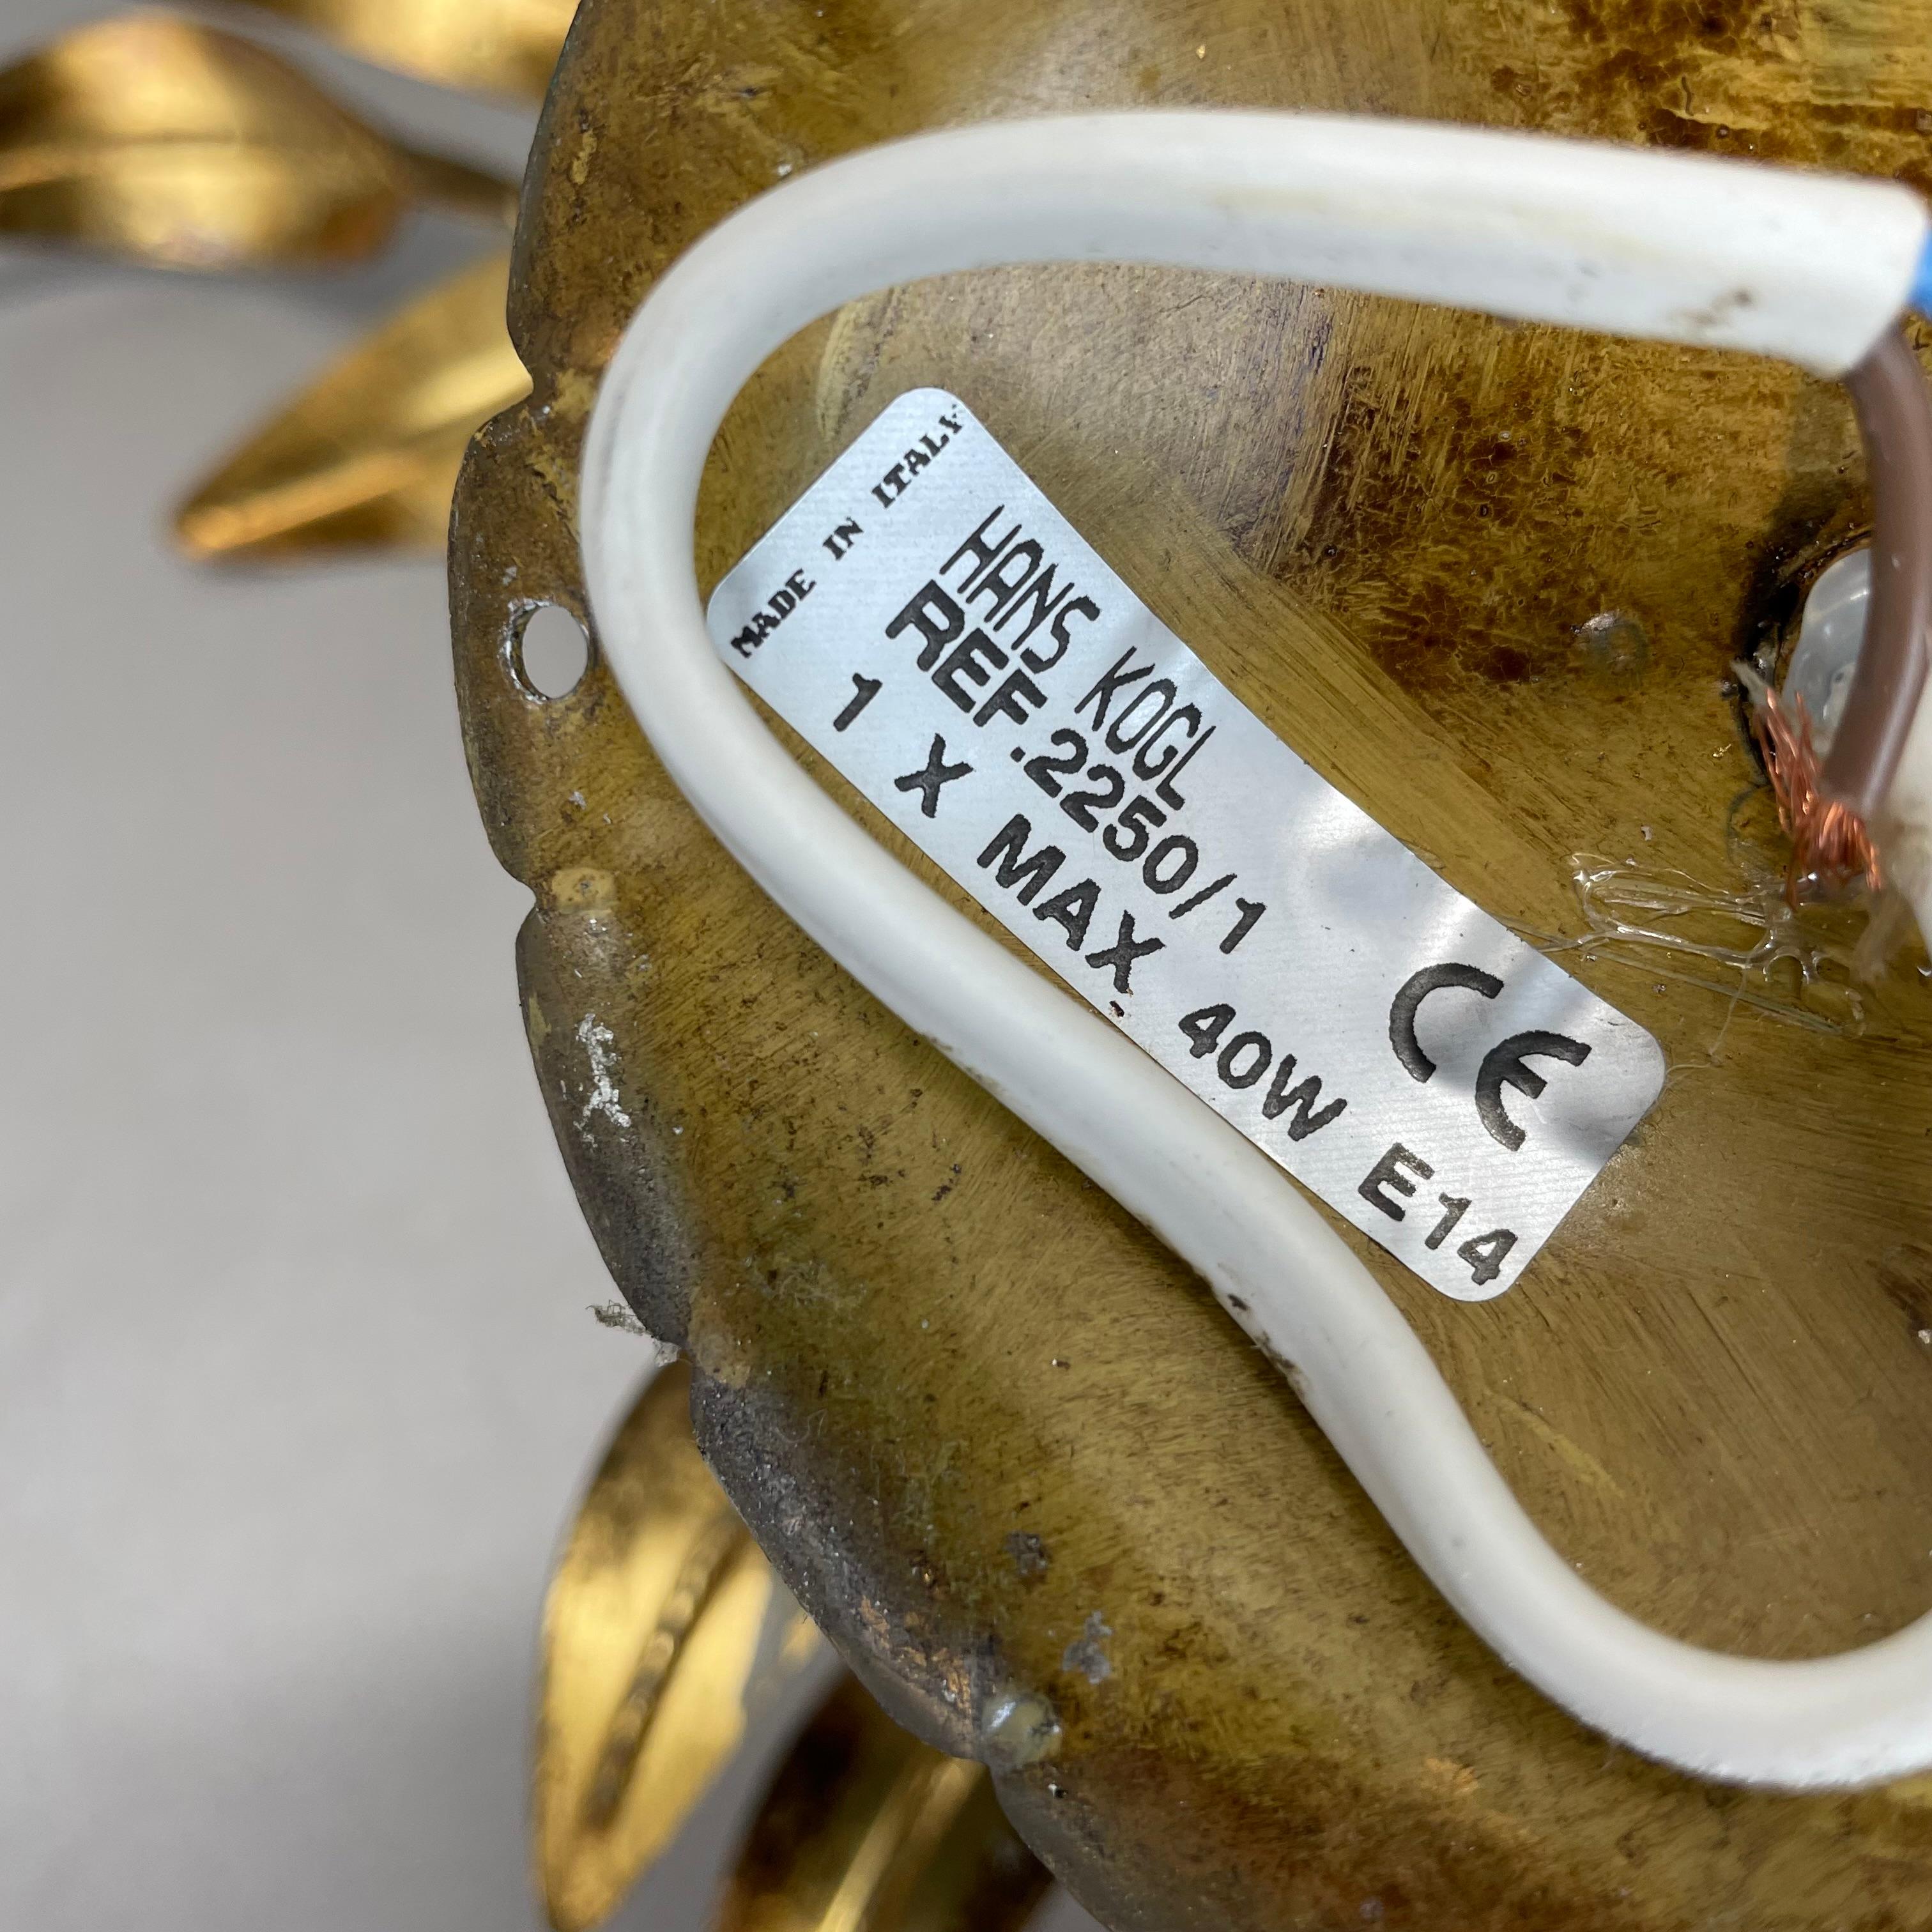 MADE IN ITALY
HANS KOGL
REF.2250/1
1 X MAX 40W E14
CE